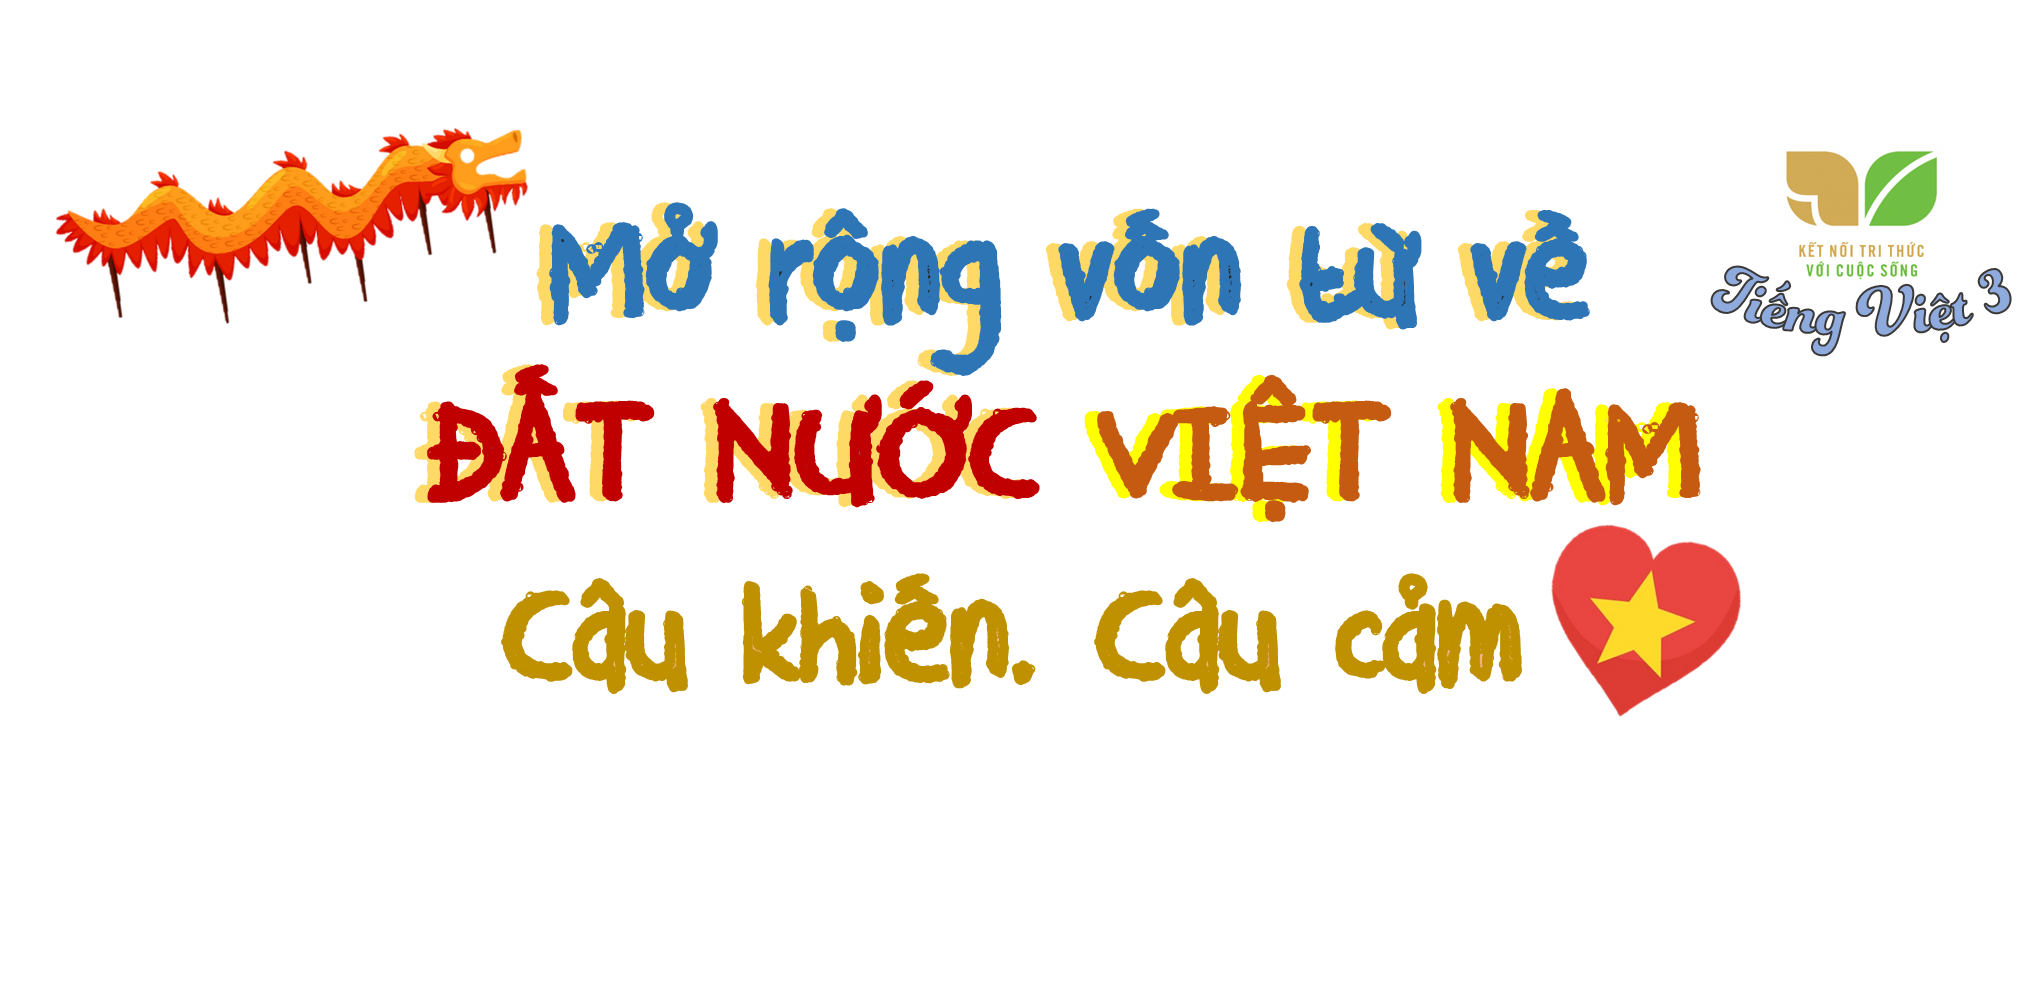 Mở rộng vốn từ về
ĐẤT NƯỚC VIỆT NAM
Câu khiến. Câu cảm
KẾT NỐI TRI THỨC
VỚI CUỘC SỐNG
Tiếng Việt 3